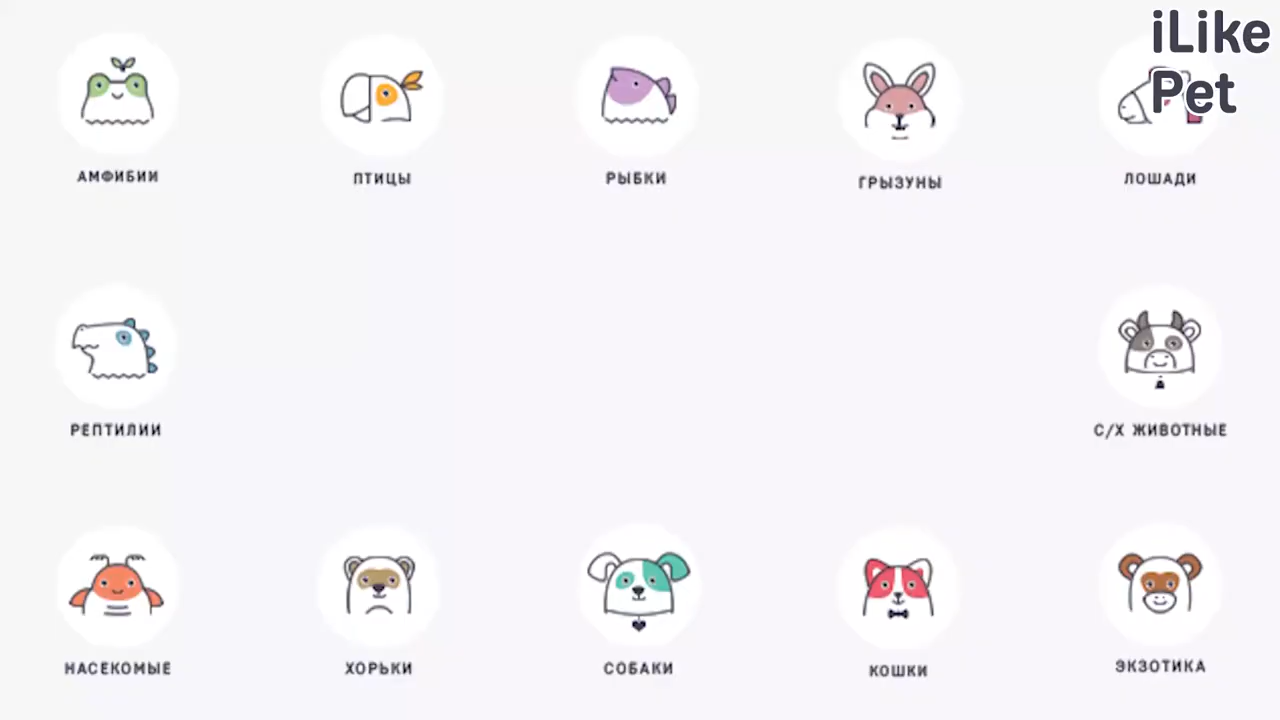 iLike
Pet
АМФИБИИ
ПТИЦЫ
РЫБКИ
ГРЫЗУНЫ
ЛОШАДИ
РЕПТИЛИИ
С/Х ЖИВОТНЫЕ
НАСЕКОМЫЕ
ХОРЬКИ
СОБАКИ
КОШКИ
ЭКЗОТИКА